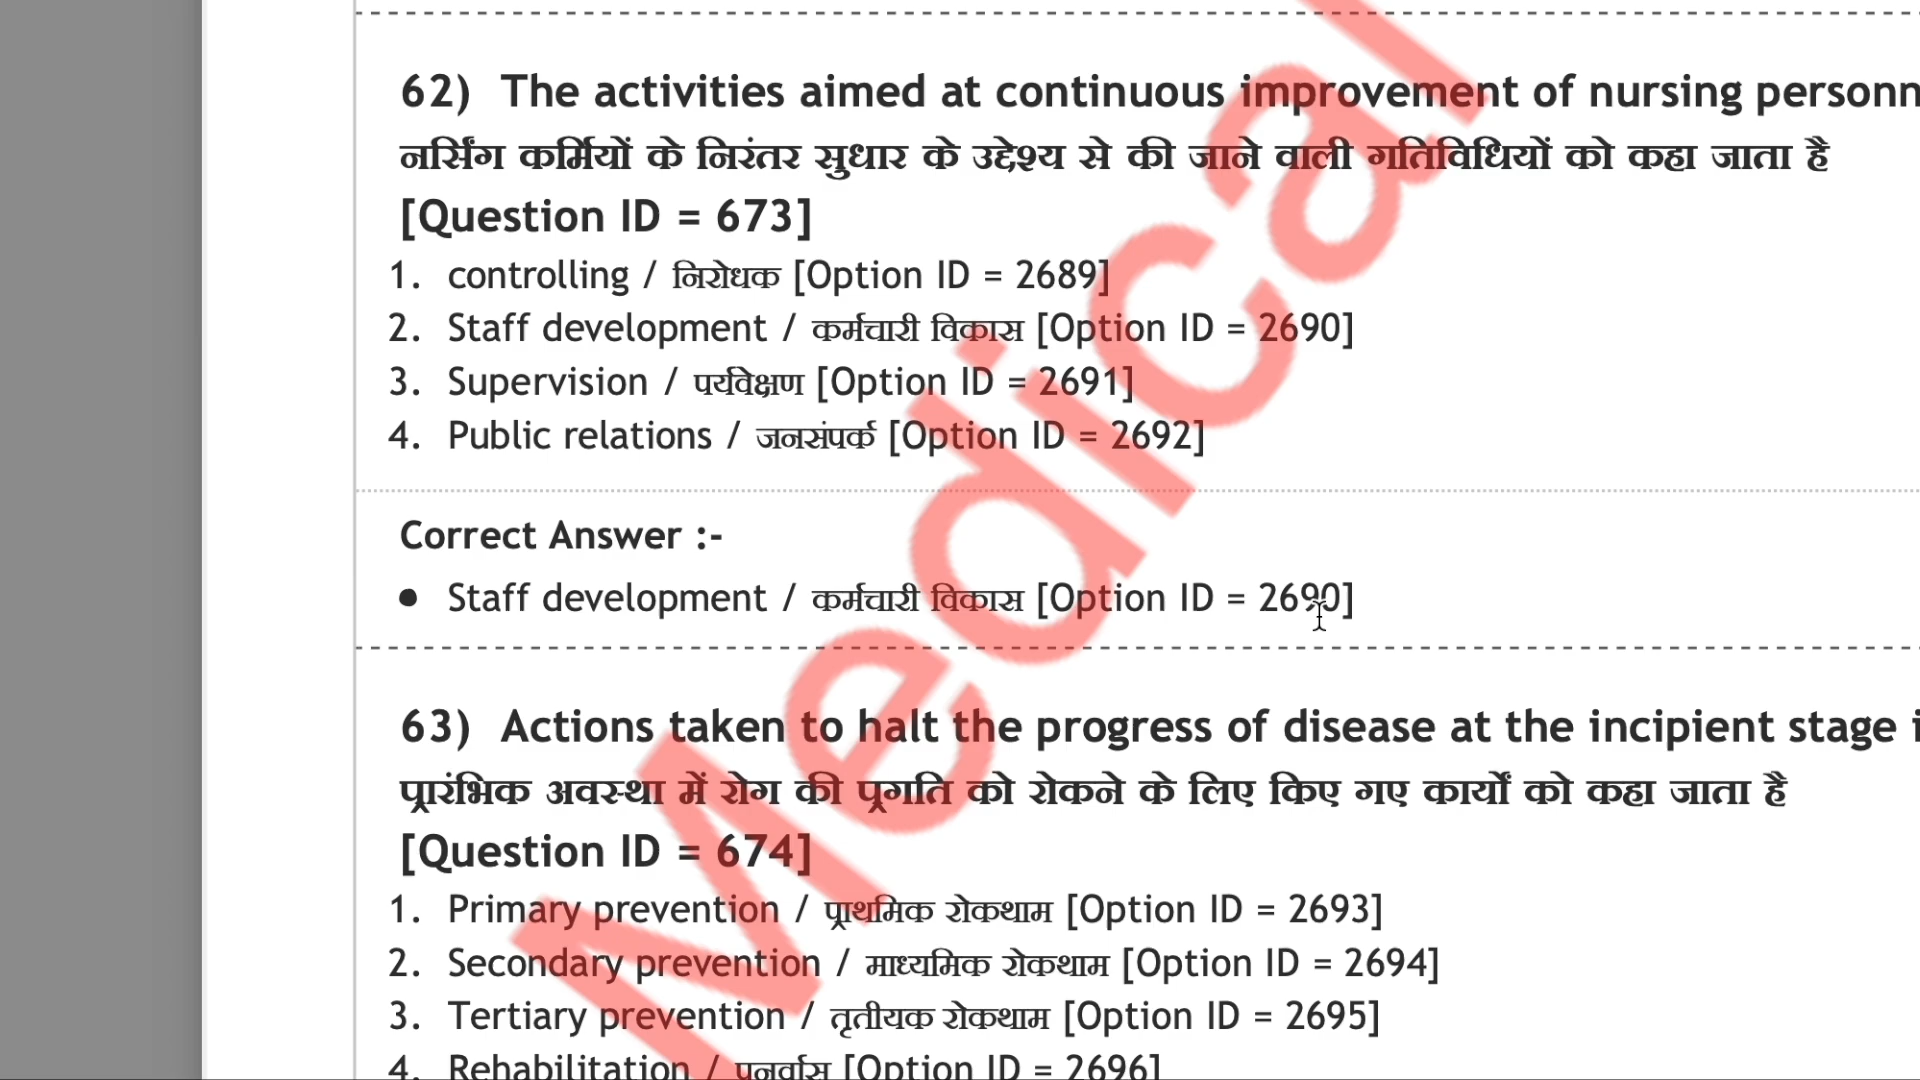 62) The activities aimed at continuous improvement of nursing personn
नर्सिंग कर्मियों के निरंतर सुधार के उद्देश्य से की जाने वाली गतिविधियों को कहा जाता है
[Question ID = 673]
1. controlling / निरोधक [Option ID = 2689]
2. Staff development / कर्मचारी विकास [Option ID = 2690]
3. Supervision / पर्यवेक्षण [Option ID = 2691]
4. Public relations / जनसंपर्क [Option ID = 2692]
Correct Answer :-
• Staff development / कर्मचारी विकास [Option ID = 2690]
63) Actions taken to halt the progress of disease at the incipient stage i
प्रारंभिक अवस्था में रोग की प्रगति को रोकने के लिए किए गए कार्यों को कहा जाता है
[Question ID = 674]
1. Primary prevention / प्राथमिक रोकथाम [Option ID = 2693]
2. Secondary prevention / माध्यमिक रोकथाम [Option ID = 2694]
3. Tertiary prevention / तृतीयक रोकथाम [Option ID = 2695]
4. Rehabilitation / पुनर्वास [Option ID = 2696]
Medical